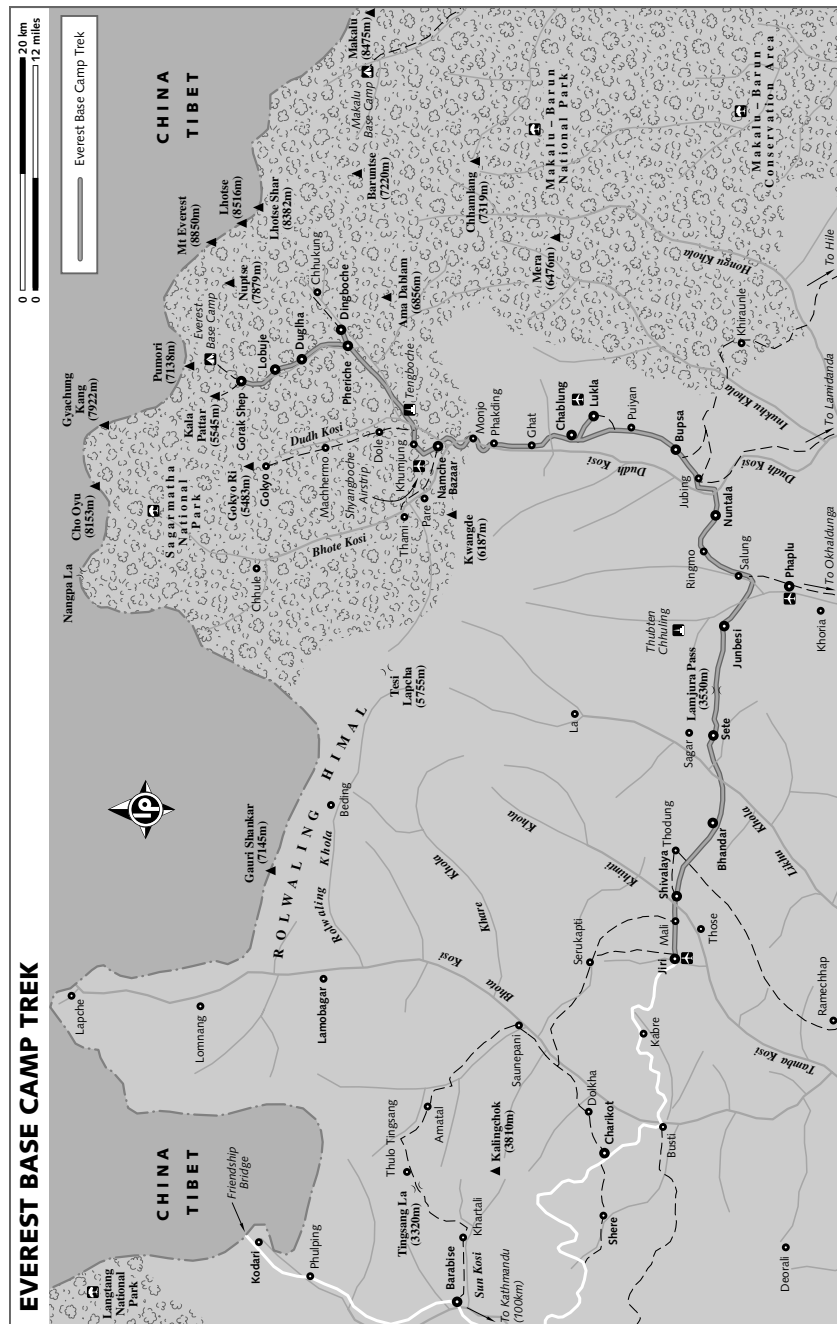 EVEREST BASE CAMP TREK
0
20 km
0
12 miles
Everest Base Camp Trek
Langtang
National
Park
CHINA
TIBET
Friendship
Bridge
Kodari
Phulping
Barabise
To Kathmandu
(100km)
Sun Kosi
Khartali
Tingsang La
(3320m)
Thulo Tingsang
Amatal
Kalingchok
(3810m)
Saunepani
Dolkha
Charikot
Shere
Busti
Deorali
Kabre
Tamba Kosi
Lapche
Lomnang
Lamobagar
Bhota
Kosi
ROLWALING HIMAL
Rolwaling Khola
Beding
Gauri Shankar
(7145m)
Khare
Khola
Serukapti
Jiri
Mali
Shivalaya
Thodung
Those
Ramechhap
Khimti
Khola
Bhandar
Likhu
Khola
Sete
Sagar
Lamjura Pass
(3530m)
La
Tesi
Lapcha
(5755m)
Junbesi
Thubten
Chhuling
Khoria
Phaplu
To Okhaldunga
Salung
Ringmo
Nuntala
Jubing
Bupsa
Dudh Kosi
To Lamidanda
Inukhu Khola
Khiraunle
To Hile
Puiyan
Lukla
Chablung
Dudh Kosi
Ghat
Phakding
Monjo
Namche
Bazaar
Kwangde
(6187m)
Pare
Thami
Khumjung
Shyangboche
Airstrip
Bhote Kosi
Chhule
Nangpa La
Cho Oyu
(8153m)
Sagarmatha
National
Park
Gyachung
Kang
(7922m)
Gokyo Ri
(5483m)
Gokyo
Machhermo
Dole
Dudh Kosi
Tengboche
Pheriche
Dingboche
Chhukung
Duglha
Lobuje
Gorak Shep
Kala
Pattar
(5545m)
Pumori
(7138m)
Everest
Base Camp
Nuptse
(7879m)
Mt Everest
(8850m)
Lhotse
(8516m)
Lhotse Shar
(8382m)
CHINA
TIBET
Ama Dablam
(6856m)
Baruntse
(7220m)
Makalu
(8475m)
Makalu
Base Camp
Chhamlang
(7319m)
Mera
(6476m)
Hongu Khola
Makalu – Barun
National Park
Makalu – Barun
Conservation Area
lp